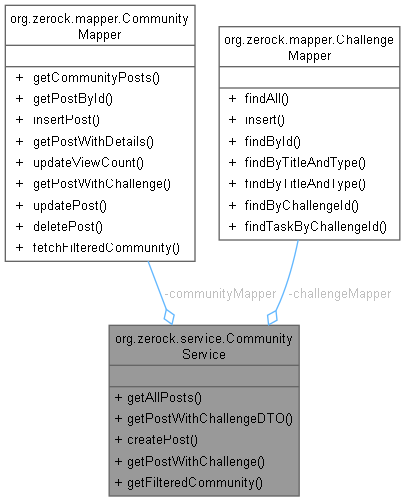 org.zerock.mapper.Community
Mapper
+ getCommunityPosts()
+ getPostById()
+ insertPost()
+ getPostWithDetails()
+ updateViewCount()
+ getPostWithChallenge()
+ updatePost()
+ deletePost()
+ fetchFilteredCommunity()
org.zerock.mapper.Challenge
Mapper
+ findAll()
+ insert()
+ findById()
+ findByTitleAndType()
+ findByTitleAndType()
+ findByChallengeId()
+ findTaskByChallengeId()
-communityMapper
-challengeMapper
org.zerock.service.Community
Service
+ getAllPosts()
+ getPostWithChallengeDTO()
+ createPost()
+ getPostWithChallenge()
+ getFilteredCommunity()